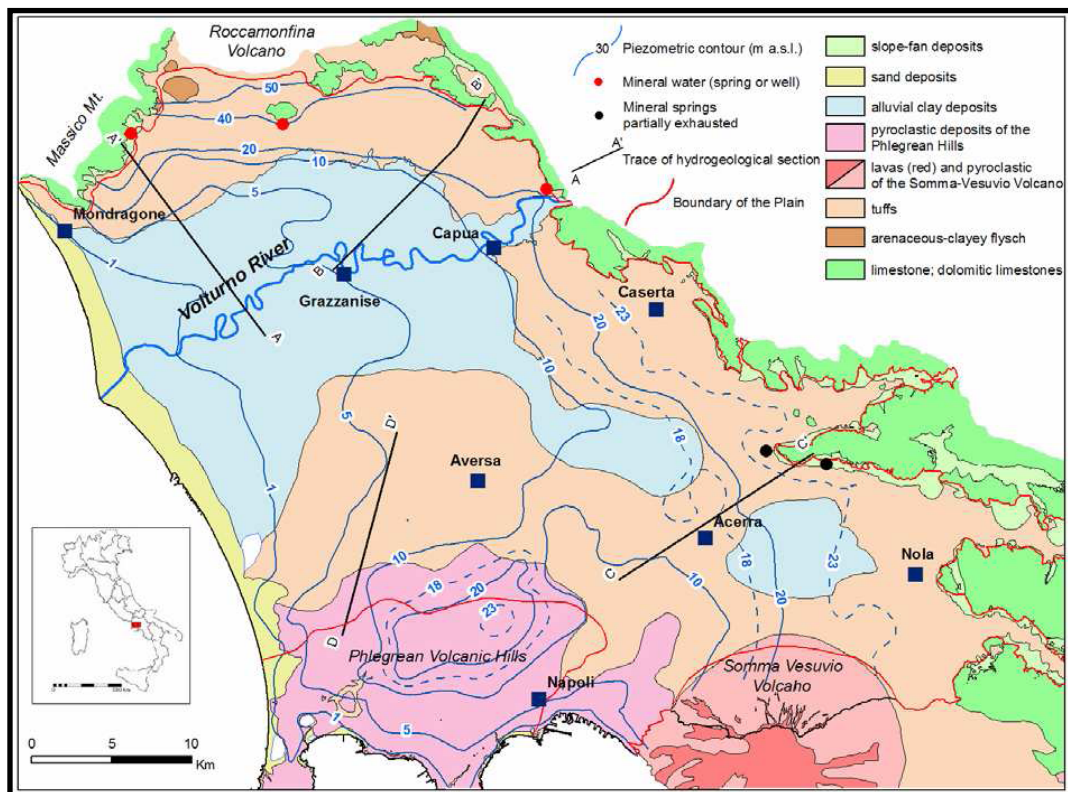 Roccamonfina
Volcano
Massico Mt.
30 Piezometric contour (m a.s.l.)
Mineral water (spring or well)
Mineral springs
partially exhausted
A'
A
Trace of hydrogeological section
Boundary of the Plain
slope-fan deposits
sand deposits
alluvial clay deposits
pyroclastic deposits of the
Phlegrean Hills
lavas (red) and pyroclastic
of the Somma-Vesuvio Volcano
tuffs
arenaceous-clayey flysch
limestone; dolomitic limestones
50
40
20
10
5
A'
B'
Mondragone
1
Volturno River
Capua
B
Grazzanise
A
Caserta
23
20
10
5
D'
18
C'
Aversa
1
Acerra
Nola
C
10
18
20
23
10
18
20
23
D
Phlegrean Volcanic Hills
Somma Vesuvio
Volcaho
Napoli
1
5
0 5 10
Km